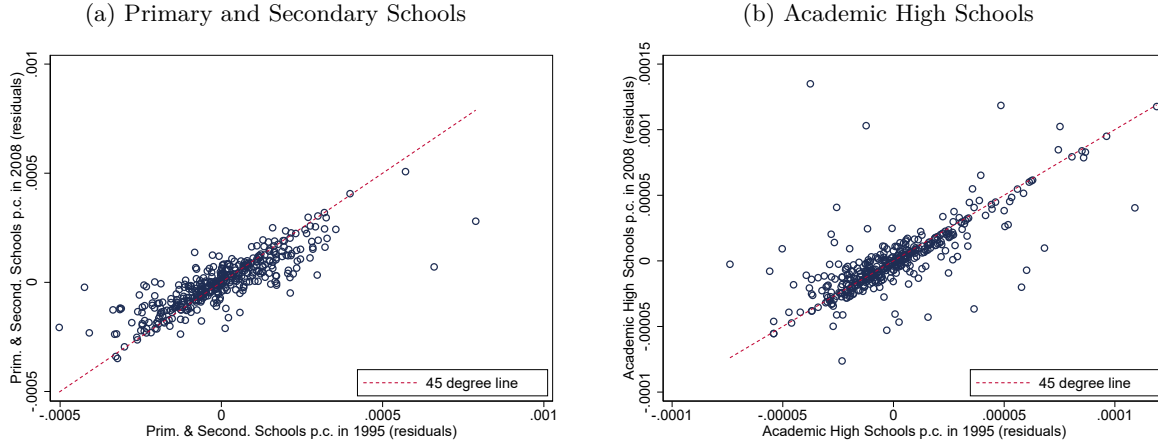 (a) Primary and Secondary Schools
Prim. & Second. Schools p.c. in 2008 (residuals)
.001
.0005
0
-.0005
-.0005
0
.0005
.001
Prim. & Second. Schools p.c. in 1995 (residuals)
45 degree line
(b) Academic High Schools
Academic High Schools p.c. in 2008 (residuals)
.00015
.0001
.00005
0
-.00005
-.0001
-.0001
-.00005
0
.00005
.0001
Academic High Schools p.c. in 1995 (residuals)
45 degree line